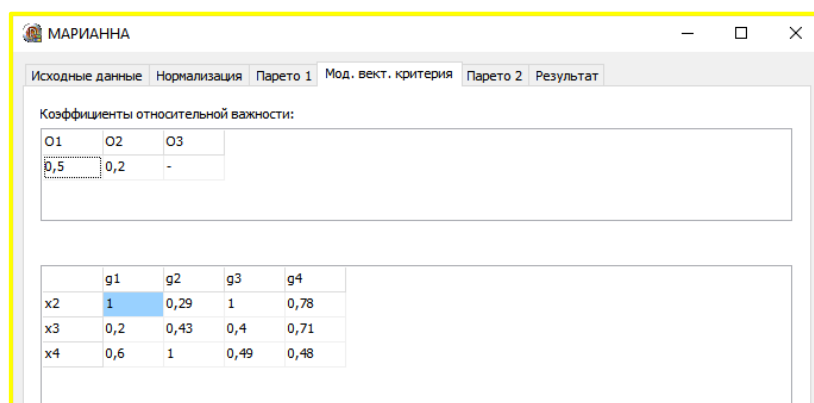 МАРИАННА
Исходные данные Нормализация Парето 1 Мод. вект. критерия Парето 2 Результат
Коэффициенты относительной важности:
O1 O2 O3
0,5 0,2 -
g1 g2 g3 g4
x2 1 0,29 1 0,78
x3 0,2 0,43 0,4 0,71
x4 0,6 1 0,49 0,48